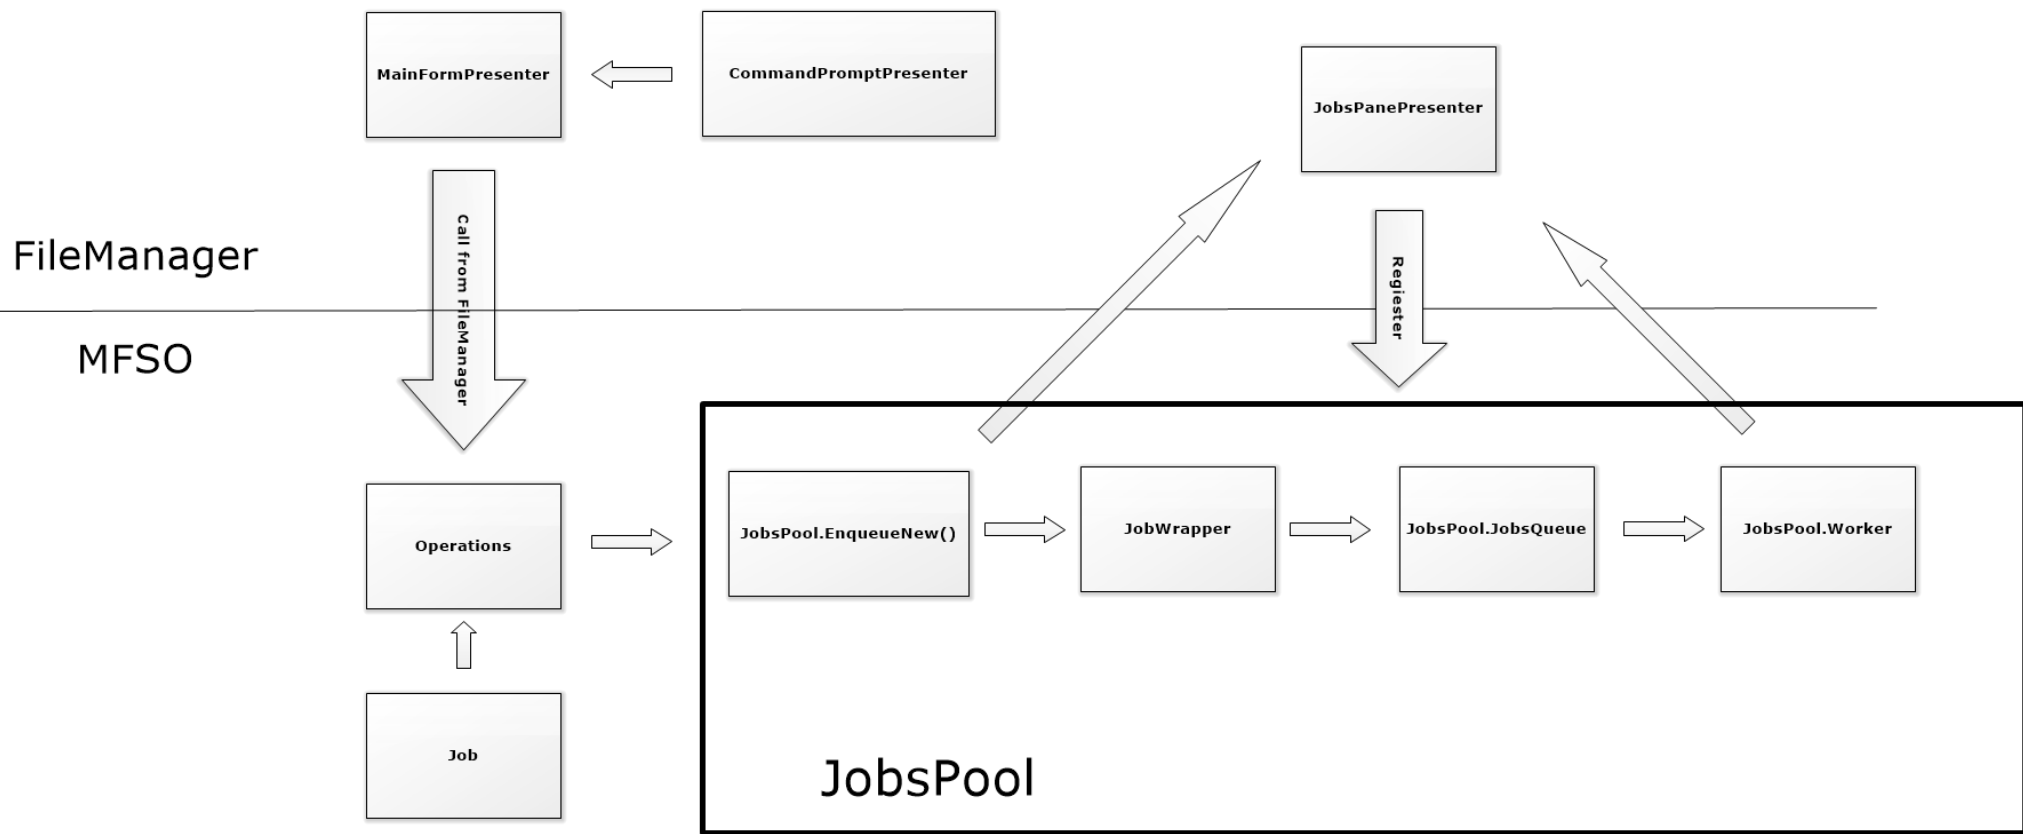 MainFormPresenter
CommandPromptPresenter
JobsPanePresenter
Call from FileManager
Regiester
FileManager
MFSO
Operations
JobsPool.EnqueueNew()
JobWrapper
JobsPool.JobsQueue
JobsPool.Worker
Job
JobsPool